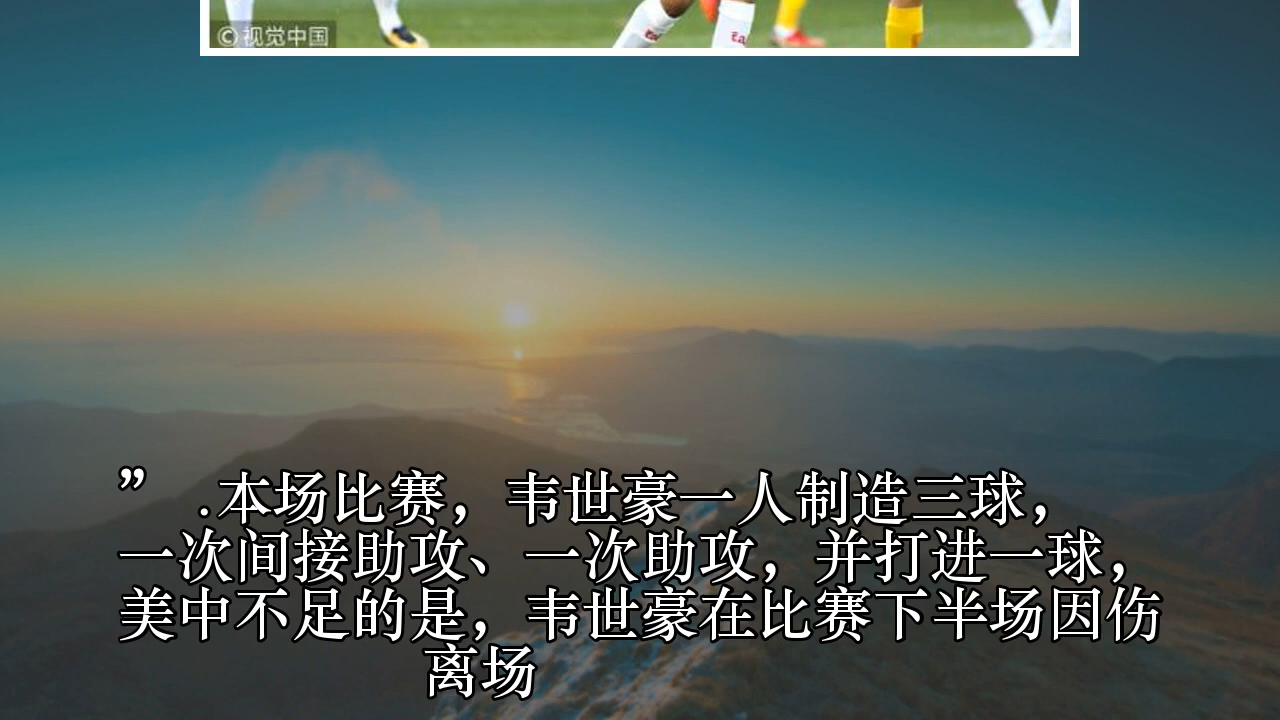 ©视觉中国
” .本场比赛，韦世豪一人制造三球，
一次间接助攻、一次助攻，并打进一球，
美中不足的是，韦世豪在比赛下半场因伤
离场